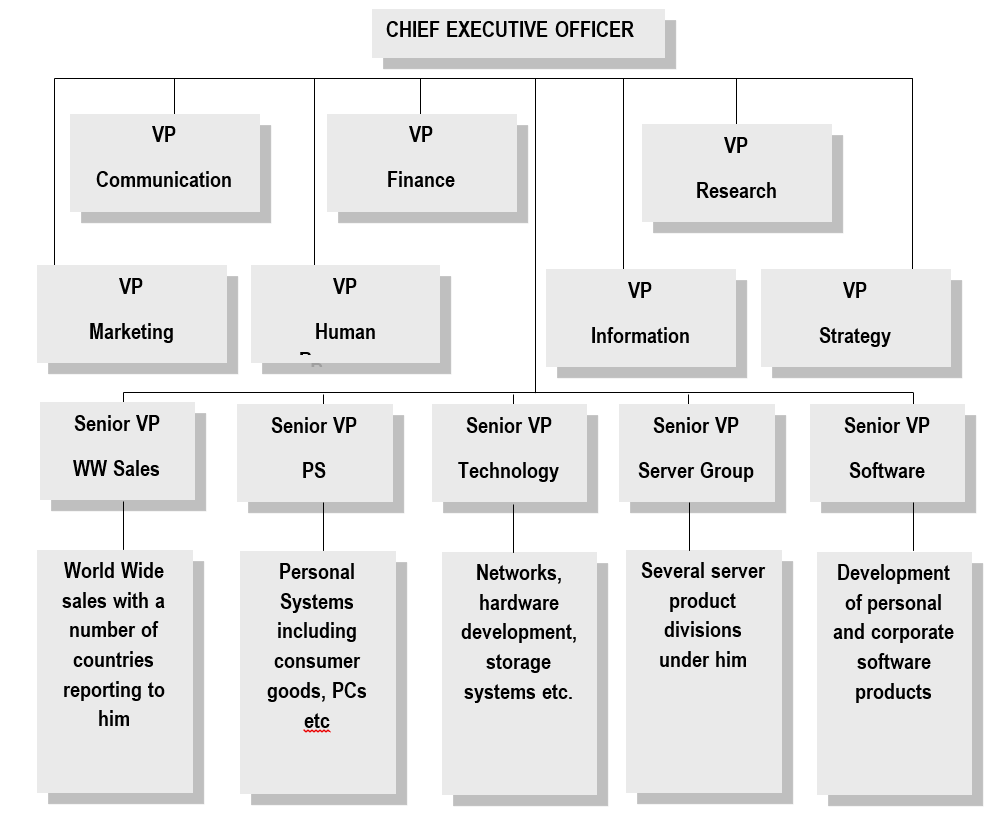 CHIEF EXECUTIVE OFFICER
VP
Communication
VP
Finance
VP
Research
VP
Marketing
VP
Human
VP
Information
VP
Strategy
Senior VP
WW Sales
Senior VP
PS
Senior VP
Technology
Senior VP
Server Group
Senior VP
Software
World Wide
sales with a
number of
countries
reporting to
him
Personal
Systems
including
consumer
goods, PCs
etc
Networks,
hardware
development,
storage
systems etc.
Several server
product
divisions
under him
Development
of personal
and corporate
software
products